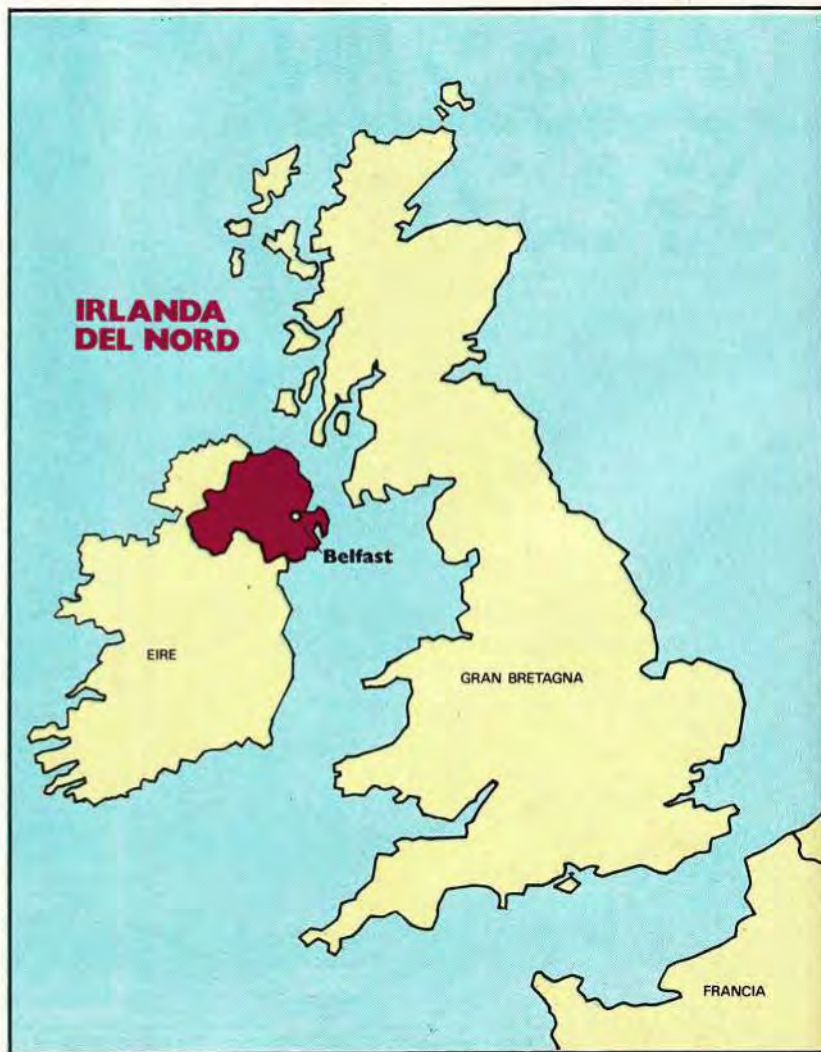 IRLANDA
DEL NORD
Belfast
EIRE
GRAN BRETAGNA
FRANCIA